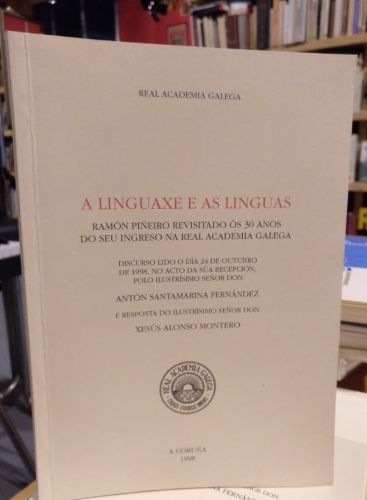 REAL ACADEMIA GALEGA
A LINGUAXE E AS LINGUAS
RAMÓN PIÑEIRO REVISITADO ÓS 30 ANOS
DO SEU INGRESO NA REAL ACADEMIA GALEGA
DISCURSO LIDO O DÍA 24 DE OUTUBRO
DE 1998, NO ACTO DA SÚA RECEPCIÓN,
POLO ILUSTRÍSIMO SEÑOR DON
ANTÓN SANTAMARINA FERNÁNDEZ
E RESPOSTA DO ILUSTRÍSIMO SEÑOR DON
XESÚS ALONSO MONTERO
REAL ACADEMIA GALEGA
A CORUÑA
1998
SEÑOR DON